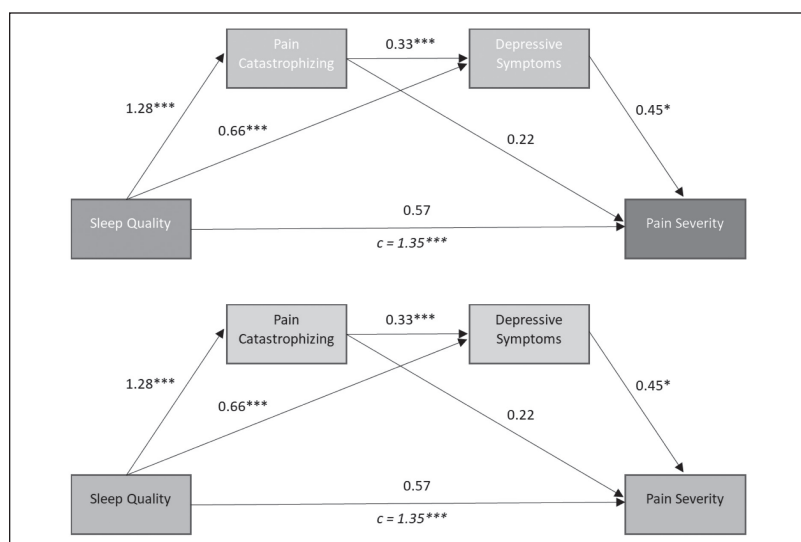 Pain
Catastrophizing
0.33***
Depressive
Symptoms
1.28***
0.66***
0.22
0.45*
Sleep Quality
0.57
c = 1.35***
Pain Severity
Pain
Catastrophizing
0.33***
Depressive
Symptoms
1.28***
0.66***
0.22
0.45*
Sleep Quality
0.57
c = 1.35***
Pain Severity